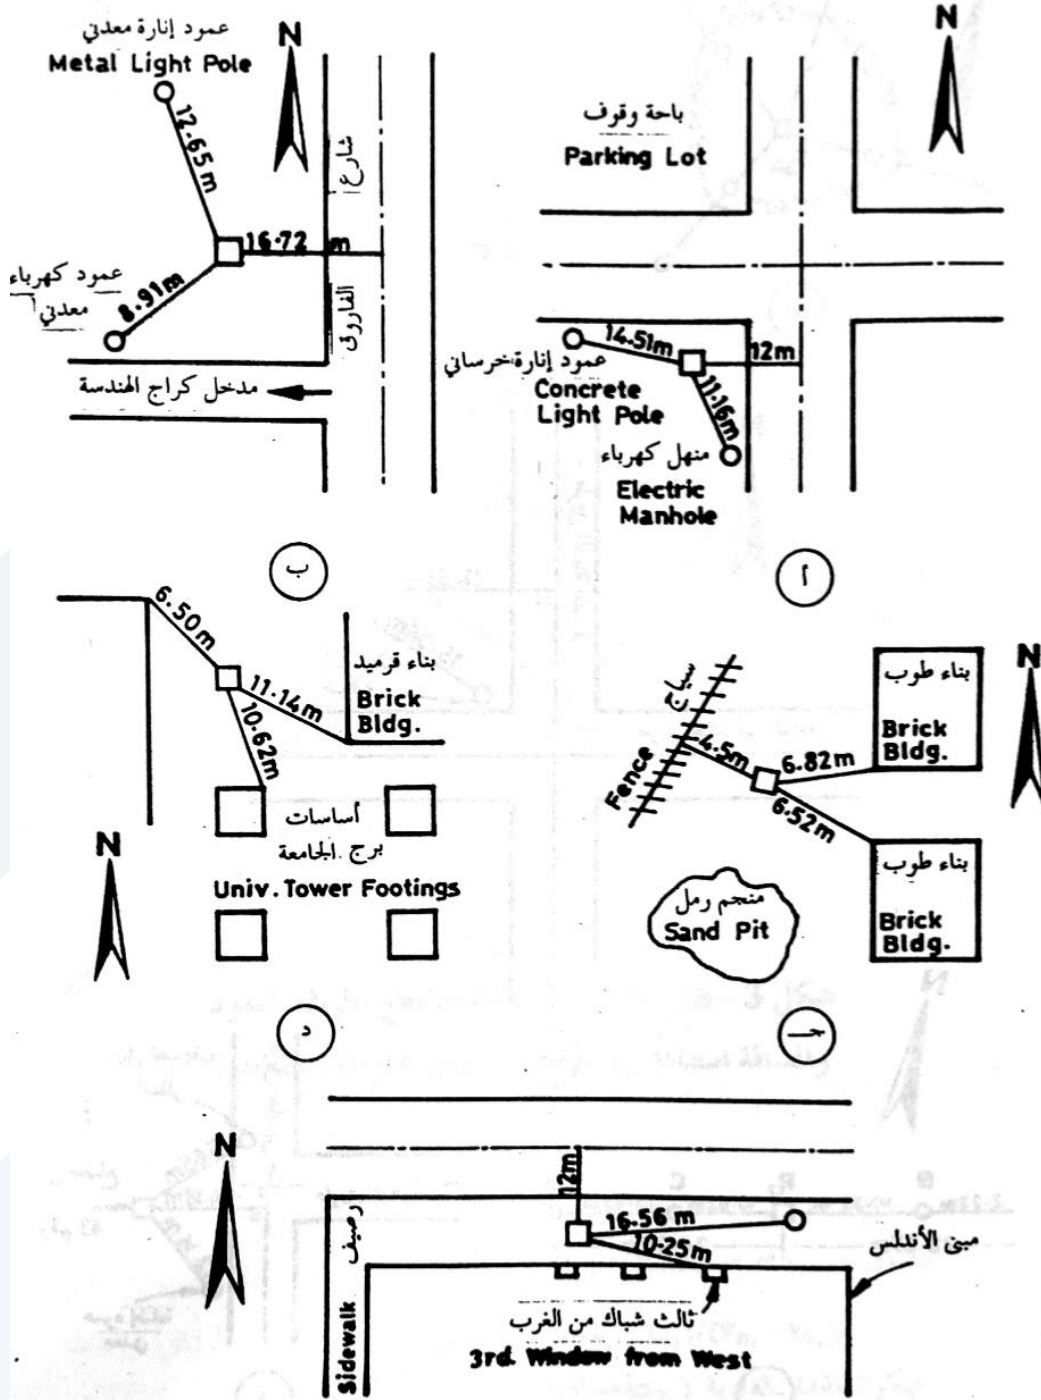 عمود إنارة معدني
Metal Light Pole
N
12.65 m
16.72 m
8.91m
عمود كهرباء
معدني
شارع
الفاروق
مدخل كراج الهندسة
ب
N
باحة وقوف
Parking Lot
14.51m
12m
11.16m
عمود إنارة خرساني
Concrete
Light Pole
منهل كهرباء
Electric
Manhole
أ
6.50 m
11.14 m
10.62m
بناء قرميد
Brick
Bldg.
أساسات
برج الجامعة
Univ. Tower Footings
N
د
سياج
Fence
4.5m
6.82m
6.52m
بناء طوب
Brick
Bldg.
بناء طوب
Brick
Bldg.
منجم رمل
Sand Pit
N
جـ
N
12m
16.56 m
10.25m
رصيف
Sidewalk
مبنى الأندلس
ثالث شباك من الغرب
3rd. Window from West